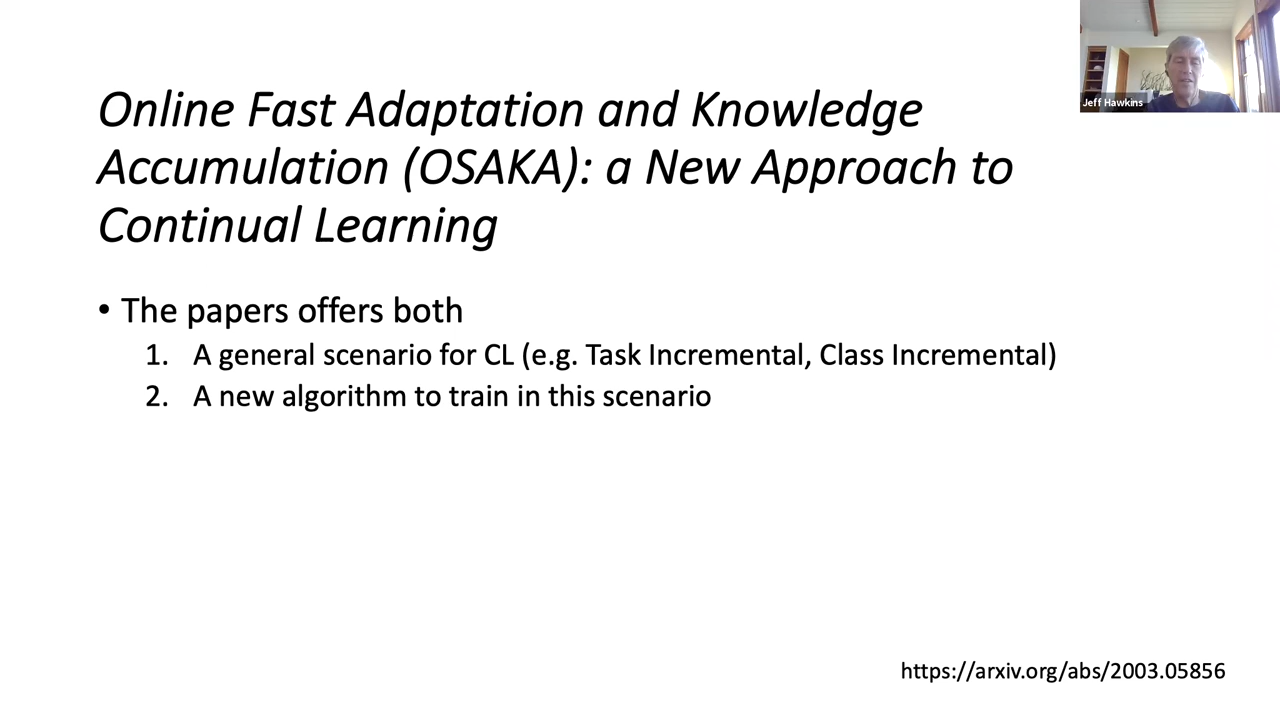 Online Fast Adaptation and Knowledge
Accumulation (OSAKA): a New Approach to
Continual Learning
• The papers offers both
1. A general scenario for CL (e.g. Task Incremental, Class Incremental)
2. A new algorithm to train in this scenario
https://arxiv.org/abs/2003.05856
Jeff Hawkins